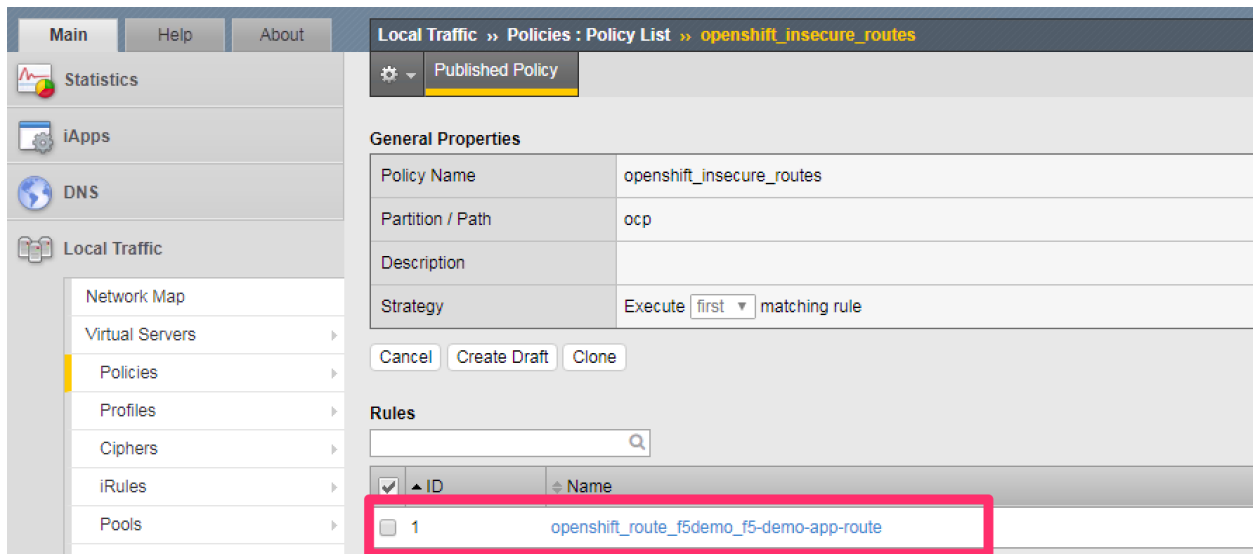 Main Help About
Local Traffic ›› Policies : Policy List ›› openshift_insecure_routes
Published Policy
Statistics
iApps
DNS
Local Traffic
Network Map
Virtual Servers
Policies
Profiles
Ciphers
iRules
Pools
General Properties
Policy Name openshift_insecure_routes
Partition / Path ocp
Description
Strategy Execute first matching rule
Cancel Create Draft Clone
Rules
ID Name
1 openshift_route_f5demo_f5-demo-app-route